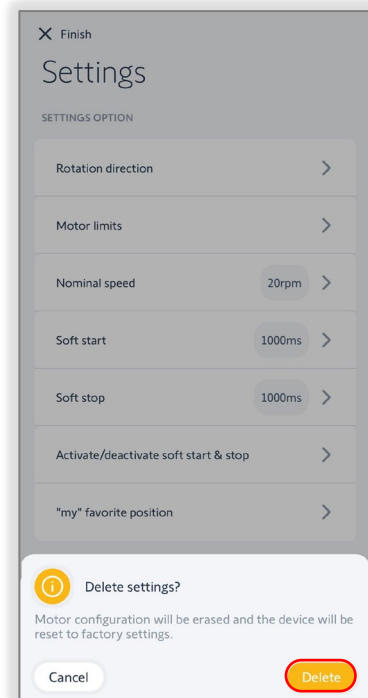 Finish
Settings
SETTINGS OPTION
Rotation direction
Motor limits
Nominal speed 20rpm
Soft start 1000ms
Soft stop 1000ms
Activate/deactivate soft start & stop
"my" favorite position
Delete settings?
Motor configuration will be erased and the device will be
reset to factory settings.
Cancel Delete